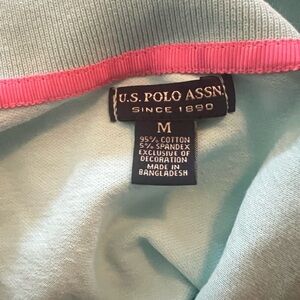 U.S. POLO ASSN.
SINCE 1890
M
95% COTTON
5% SPANDEX
EXCLUSIVE OF
DECORATION
MADE IN
BANGLADESH